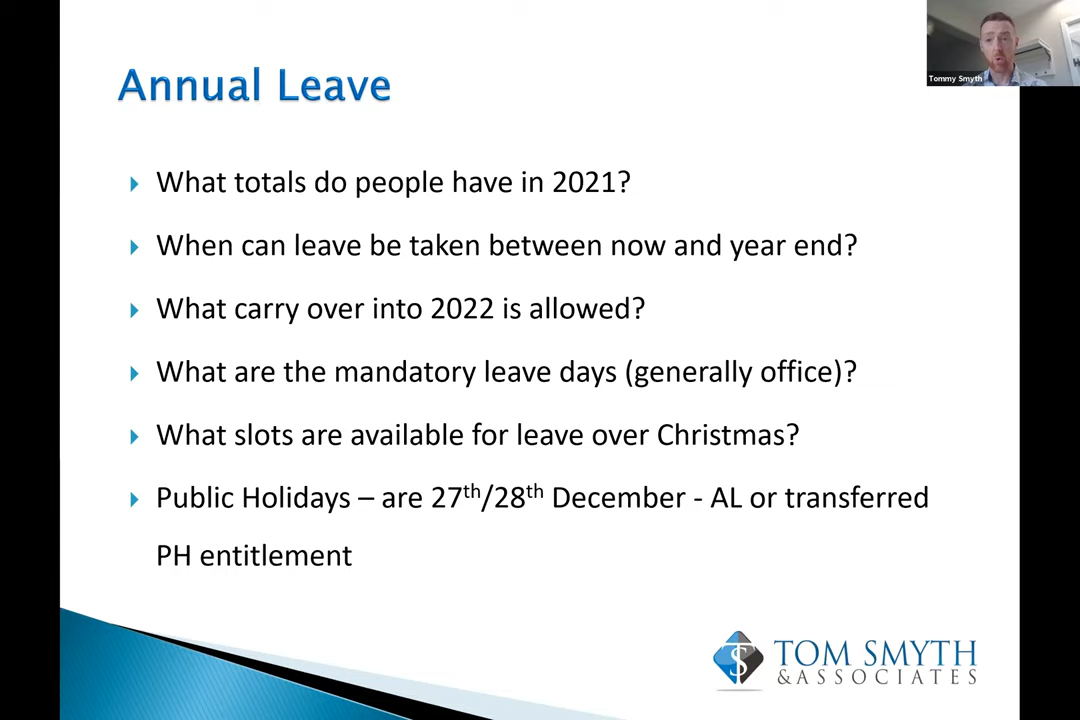 Annual Leave
Tommy Smyth
What totals do people have in 2021?
When can leave be taken between now and year end?
What carry over into 2022 is allowed?
What are the mandatory leave days (generally office)?
What slots are available for leave over Christmas?
Public Holidays – are 27th/28th December - AL or transferred
PH entitlement
TOM SMYTH
& ASSOCIATES